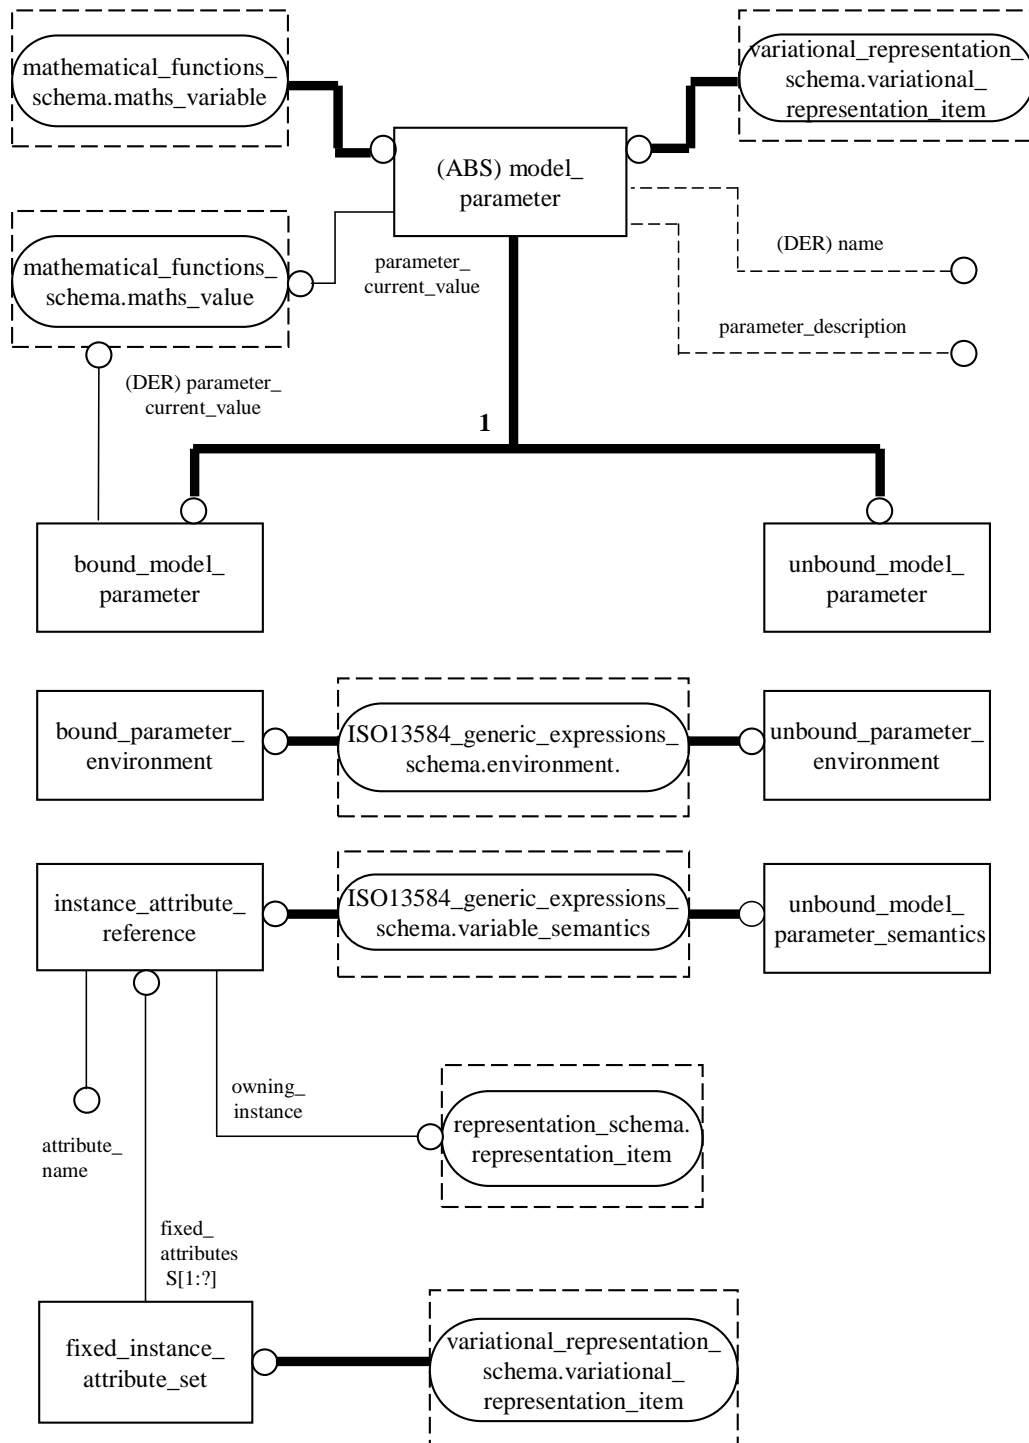 mathematical_functions_
schema.maths_variable
variational_representation_
schema.variational_
representation_item
(ABS) model_
parameter
mathematical_functions_
schema.maths_value
parameter_
current_value
(DER) name
parameter_description
(DER) parameter_
current_value
1
bound_model_
parameter
unbound_model_
parameter
bound_parameter_
environment
ISO13584_generic_expressions_
schema.environment.
unbound_parameter_
environment
instance_attribute_
reference
ISO13584_generic_expressions_
schema.variable_semantics
unbound_model_
parameter_semantics
owning_
instance
representation_schema.
representation_item
attribute_
name
fixed_
attributes
S[1:?]
fixed_instance_
attribute_set
variational_representation_
schema.variational_
representation_item